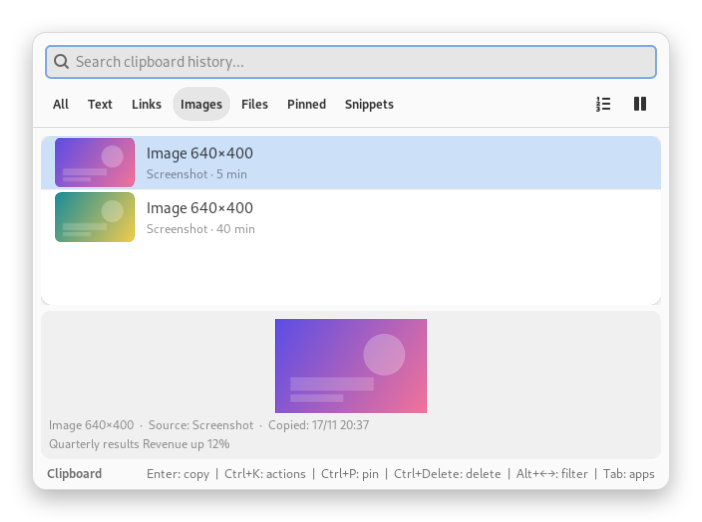 Search clipboard history...
All Text Links Images Files Pinned Snippets
Image 640×400
Screenshot · 5 min
Image 640×400
Screenshot · 40 min
Image 640×400 · Source: Screenshot · Copied: 17/11 20:37
Quarterly results Revenue up 12%
Clipboard Enter: copy | Ctrl+K: actions | Ctrl+P: pin | Ctrl+Delete: delete | Alt+←→: filter | Tab: apps